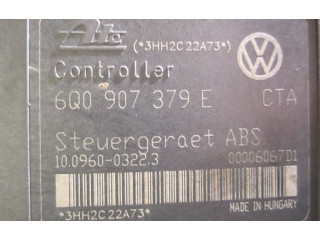 (*3HH2C22A73*)
Controller
6Q0 907 379 E CTA
Steuergeraet ABS
10.0960-0322.3 00006067D1
*3HH2C22A73*
MADE IN HUNGARY